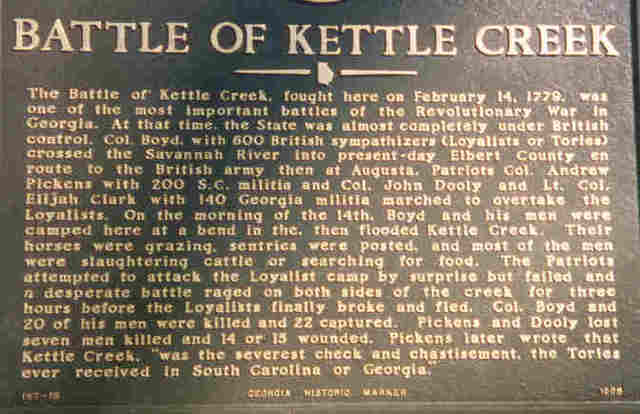 BATTLE OF KETTLE CREEK
The Battle of Kettle Creek, fought here on February 14, 1779, was
one of the most important battles of the Revolutionary War in
Georgia. At that time, the State was almost completely under British
control. Col. Boyd, with 600 British sympathizers (Loyalists or Tories)
crossed the Savannah River into present-day Elbert County en
route to the British army then at Augusta. Patriots Col. Andrew
Pickens with 200 S.C. militia and Col. John Dooly and Lt. Col.
Elijah Clark with 140 Georgia militia marched to overtake the
Loyalists. On the morning of the 14th, Boyd and his men were
camped here at a bend in the, then flooded Kettle Creek. Their
horses were grazing, sentries were posted, and most of the men
were slaughtering cattle or searching for food. The Patriots
attempted to attack the Loyalist camp by surprise but failed and
a desperate battle raged on both sides of the creek for three
hours before the Loyalists finally broke and fled. Col. Boyd and
20 of his men were killed and 22 captured. Pickens and Dooly lost
seven men killed and 14 or 15 wounded. Pickens later wrote that
Kettle Creek, "was the severest check and chastisement, the Tories
ever received in South Carolina or Georgia."
GEORGIA HISTORIC MARKER